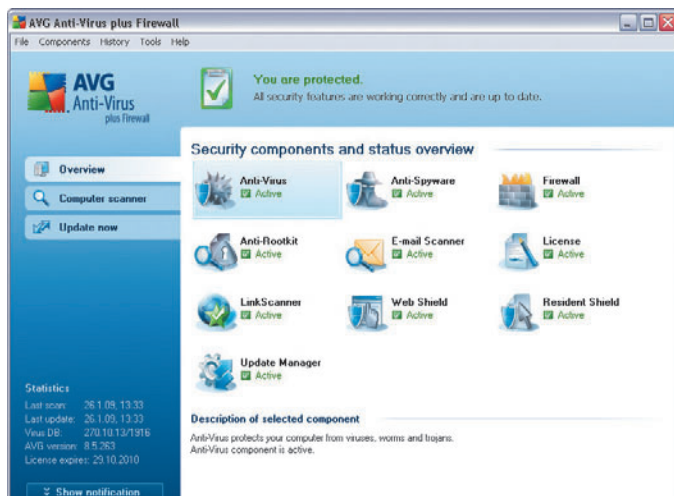 AVG Anti-Virus plus Firewall
File Components History Tools Help
AVG
Anti-Virus
plus Firewall
You are protected.
All security features are working correctly and are up to date.
Overview
Computer scanner
Update now
Security components and status overview
Anti-Virus
Active
Anti-Spyware
Active
Firewall
Active
Anti-Rootkit
Active
E-mail Scanner
Active
License
Active
LinkScanner
Active
Web Shield
Active
Resident Shield
Active
Update Manager
Active
Statistics
Last scan: 26.1.09, 13:33
Last update: 26.1.09, 13:33
Virus DB: 270.10.13/1916
AVG version: 8.5.263
License expires: 29.10.2010
Show notification
Description of selected component
Anti-Virus protects your computer from viruses, worms and trojans.
Anti-Virus component is active.